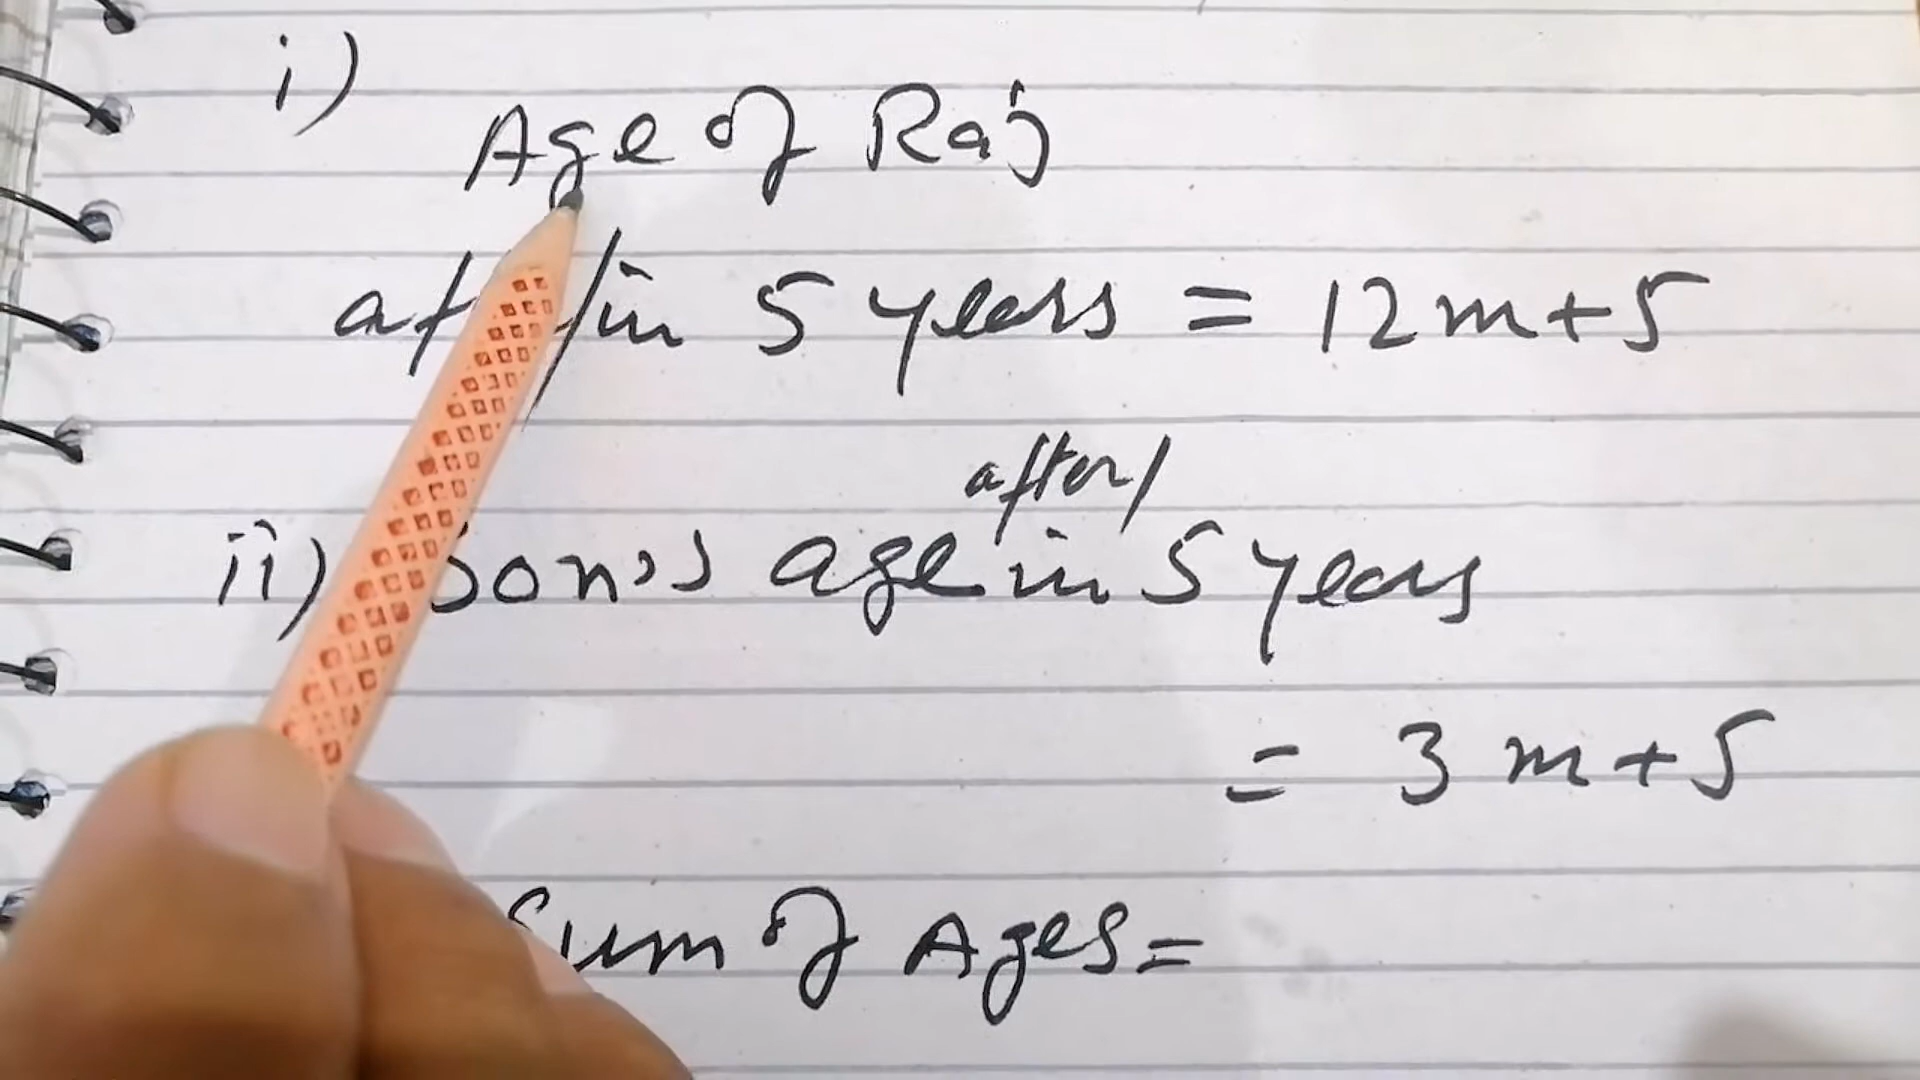 i)
Age of Raj
/in 5 years = 12m+5
after/
ii) Son's age in 5 years
= 3m+5
Sum of Ages=